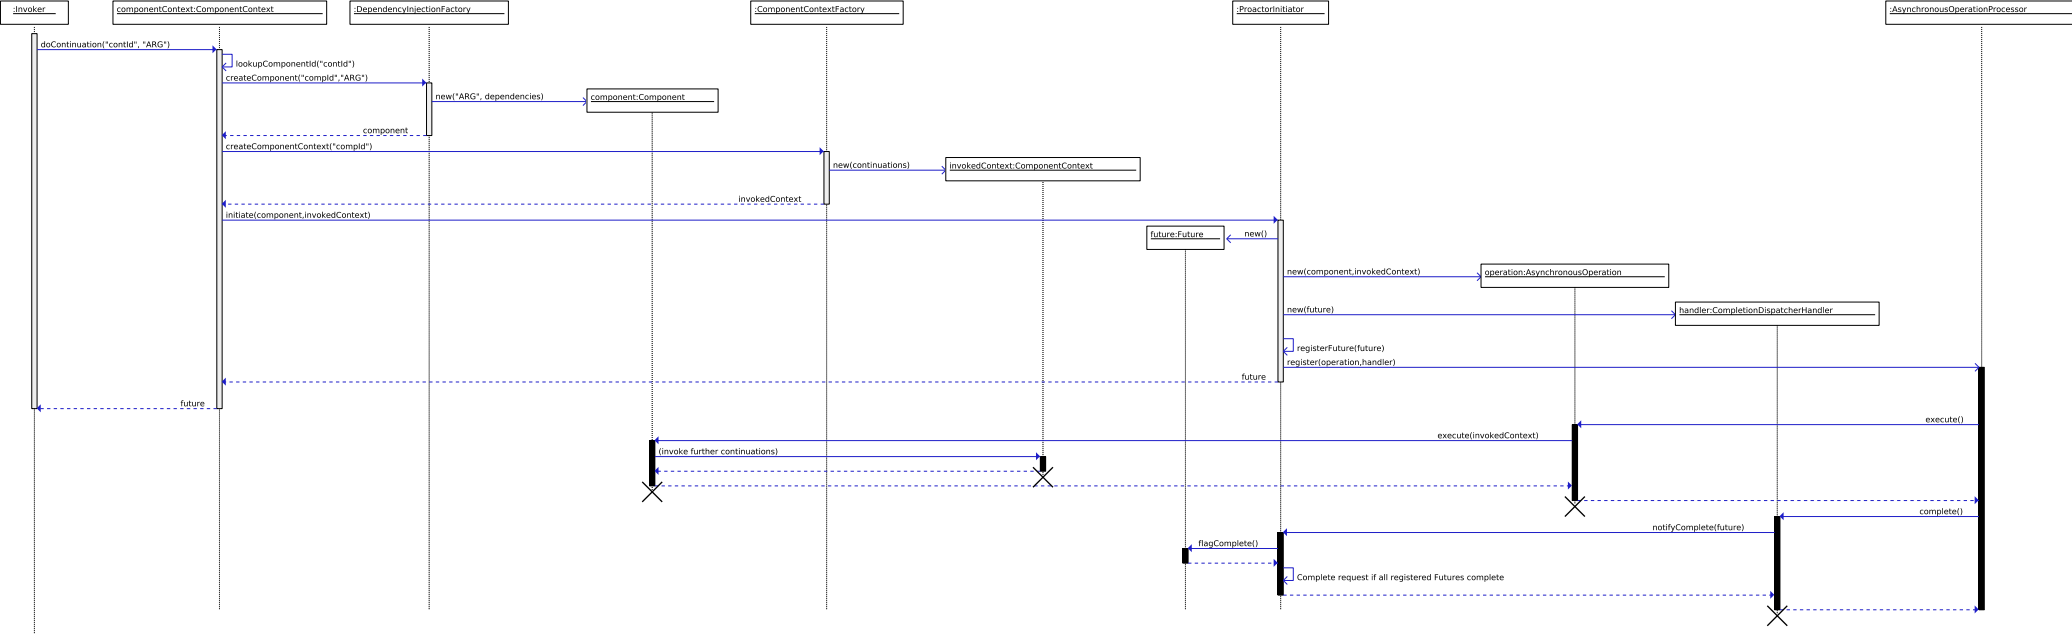 :Invoker
componentContext:ComponentContext
:DependencyInjectionFactory
:ComponentContextFactory
:ProactorInitiator
:AsynchronousOperationProcessor
doContinuation("contId", "ARG")
lookupComponentId("contId")
createComponent("compId","ARG")
new("ARG", dependencies)
component:Component
component
createComponentContext("compId")
new(continuations)
invokedContext:ComponentContext
invokedContext
initiate(component,invokedContext)
future:Future
new()
new(component,invokedContext)
operation:AsynchronousOperation
new(future)
handler:CompletionDispatcherHandler
registerFuture(future)
register(operation,handler)
future
future
execute()
execute(invokedContext)
(invoke further continuations)
complete()
notifyComplete(future)
flagComplete()
Complete request if all registered Futures complete